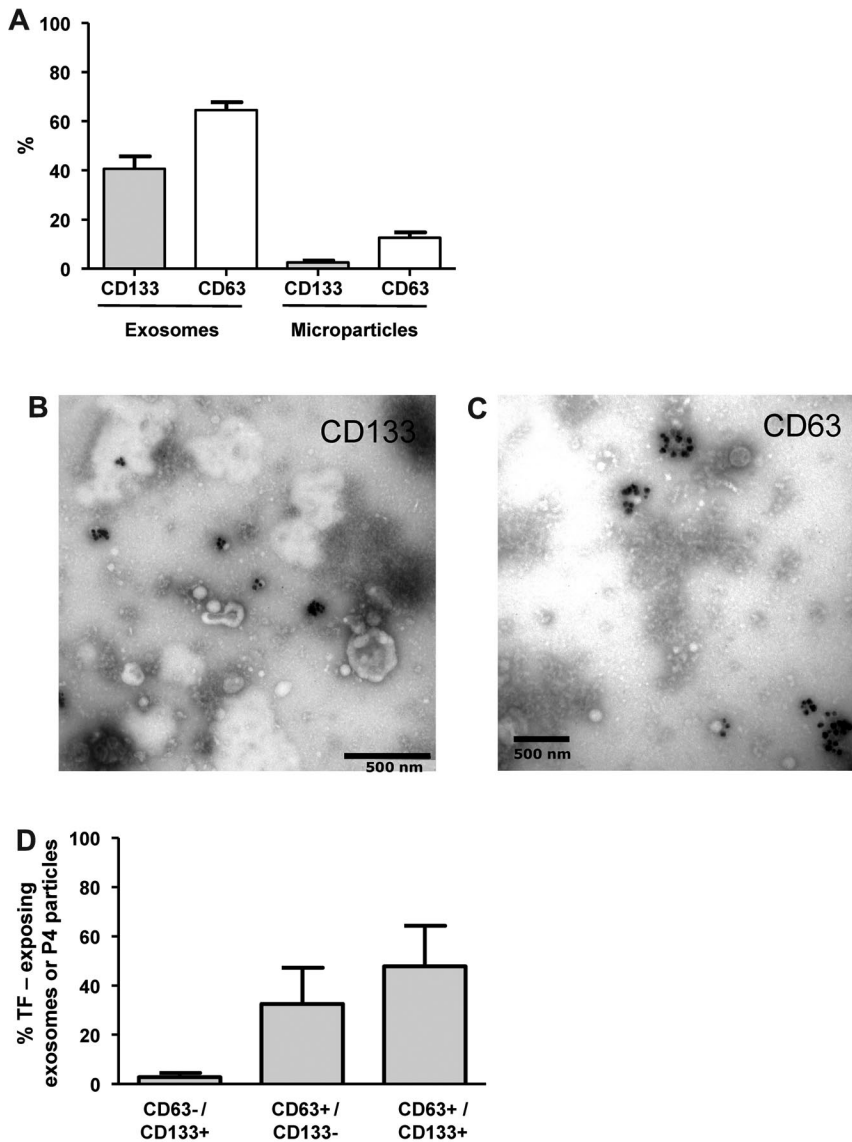 A
100
80
60
40
20
0
%
CD133 CD63 CD133 CD63
Exosomes Microparticles
B
CD133
500 nm
C
CD63
500 nm
D
100
80
60
40
20
0
% TF – exposing
exosomes or P4 particles
CD63- / CD63+ / CD63+ /
CD133+ CD133- CD133+